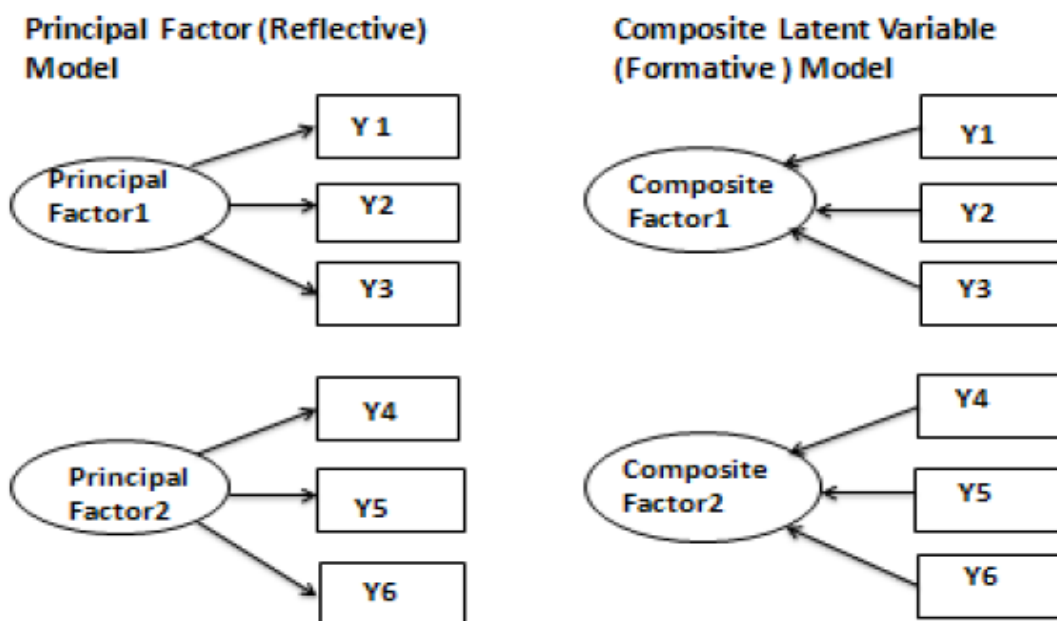 Principal Factor (Reflective)
Model
Y 1
Principal
Factor1
Y2
Y3
Y4
Principal
Factor2
Y5
Y6
Composite Latent Variable
(Formative ) Model
Y1
Composite
Factor1
Y2
Y3
Y4
Composite
Factor2
Y5
Y6